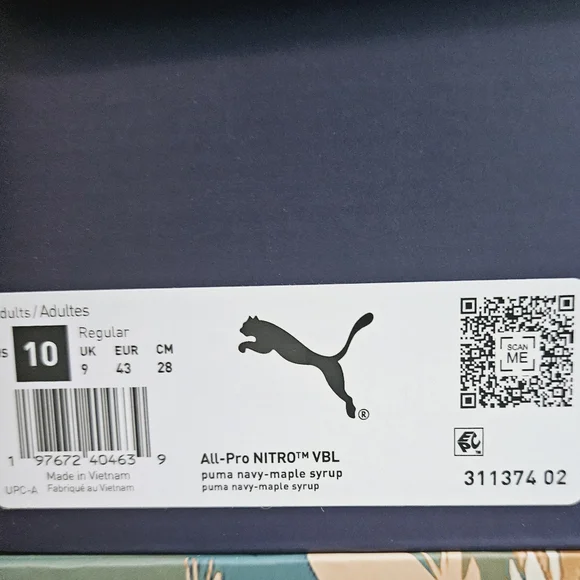 dults/Adultes
US 10 Regular
UK EUR CM
9 43 28
SCAN ME
®
1 97672 40463 9
UPC-A
Made in Vietnam
Fabriqué au Vietnam
All-Pro NITRO™ VBL
puma navy-maple syrup
puma navy-maple syrup
311374 02